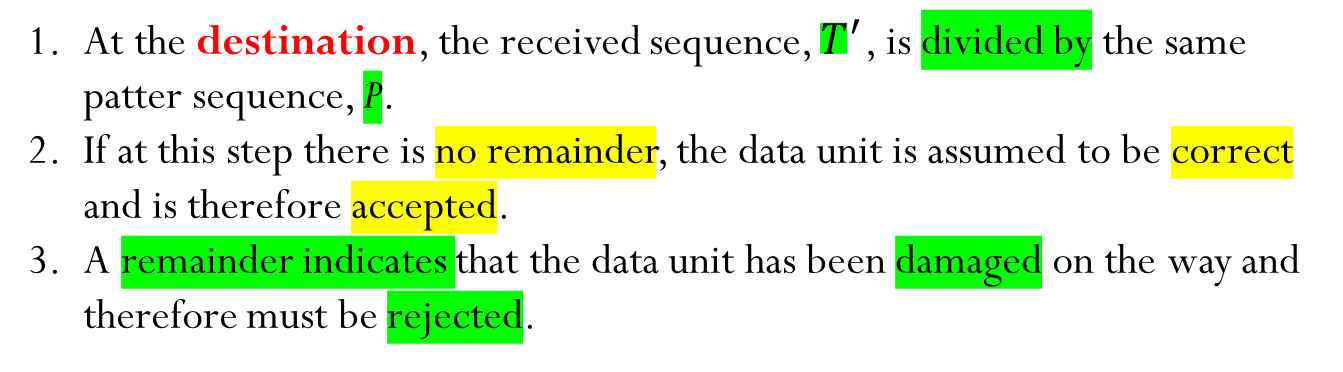 1. At the destination, the received sequence, T′, is divided by the same
patter sequence, P.
2. If at this step there is no remainder, the data unit is assumed to be correct
and is therefore accepted.
3. A remainder indicates that the data unit has been damaged on the way and
therefore must be rejected.